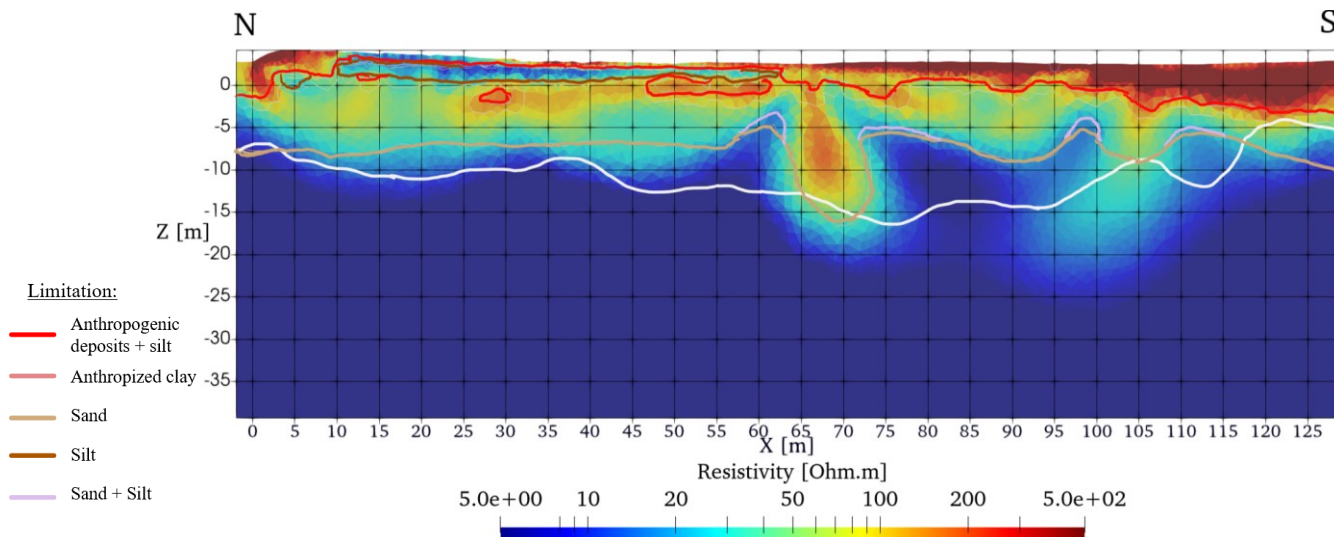 N
S
0
-5
-10
-15
-20
-25
-30
-35
Z [m]
Limitation:
Anthropogenic
deposits + silt
Anthropized clay
Sand
Silt
Sand + Silt
0 5 10 15 20 25 30 35 40 45 50 55 60 65 70 75 80 85 90 95 100 105 110 115 120 125
X [m]
Resistivity [Ohm.m]
5.0e+00 10 20 50 100 200 5.0e+02